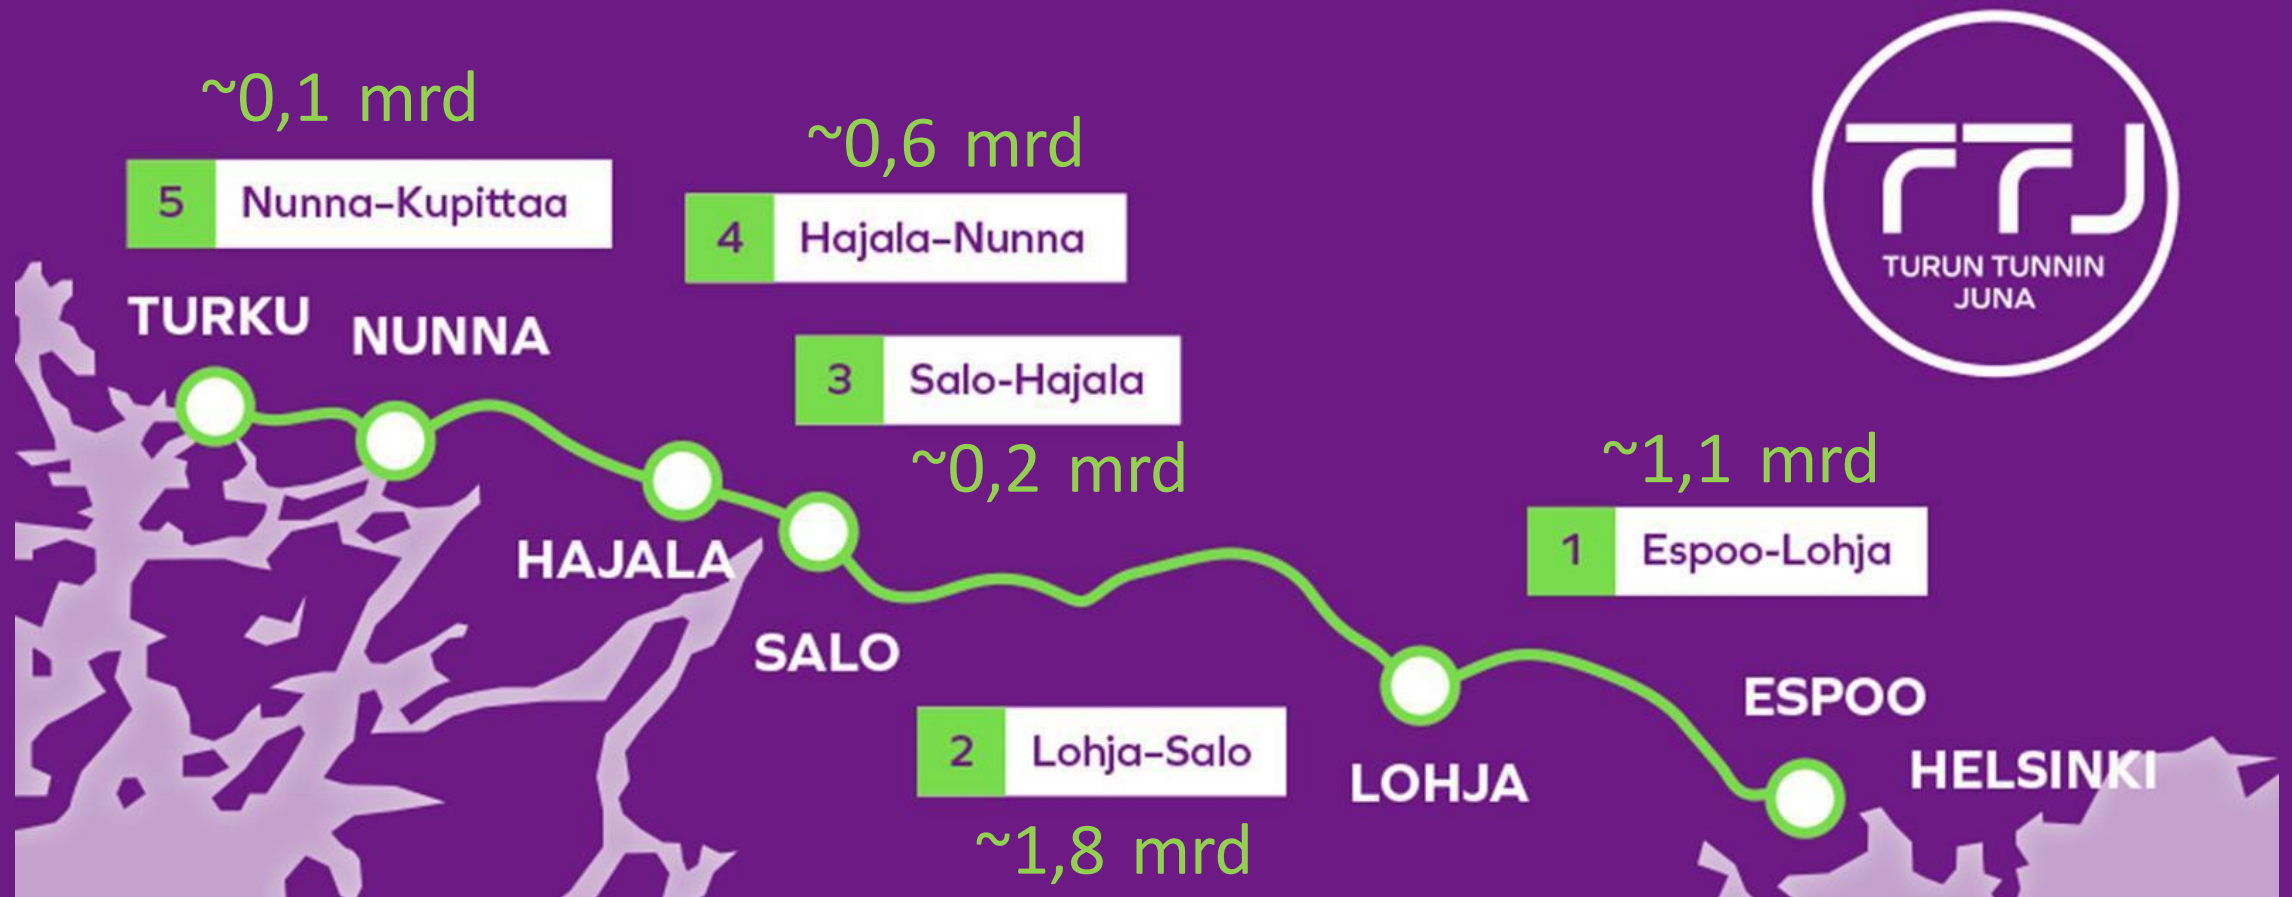 ~0,1 mrd
5 Nunna–Kupittaa
~0,6 mrd
4 Hajala–Nunna
TURKU
NUNNA
3 Salo-Hajala
~0,2 mrd
HAJALA
SALO
~1,1 mrd
1 Espoo-Lohja
2 Lohja–Salo
~1,8 mrd
LOHJA
ESPOO
HELSINKI
TTJ
TURUN TUNNIN
JUNA